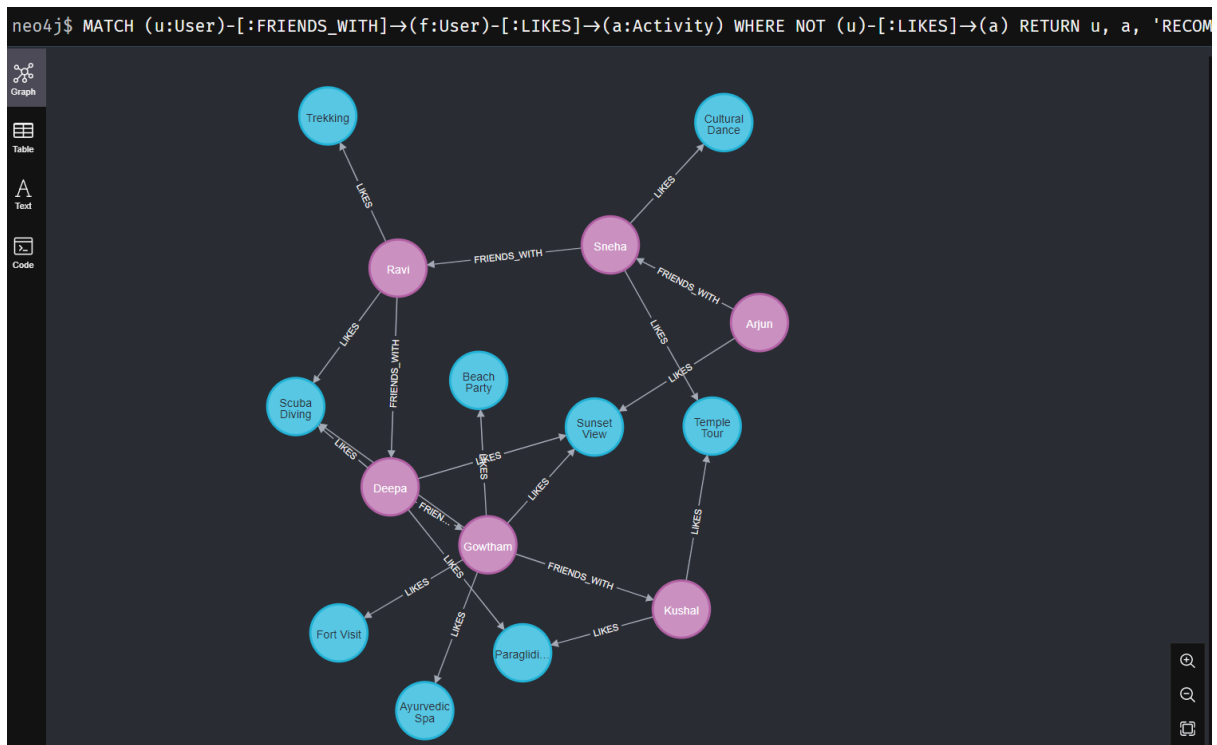 neo4j$ MATCH (u:User)-[:FRIENDS_WITH]→(f:User)-[:LIKES]→(a:Activity) WHERE NOT (u)-[:LIKES]→(a) RETURN u, a, 'RECOM
Graph
Table
A
Text
Code
Trekking
Cultural
Dance
LIKES
LIKES
Sneha
FRIENDS_WITH
Ravi
FRIENDS_WITH
Arjun
LIKES
LIKES
FRIENDS_WITH
LIKES
Beach
Party
Scuba
Diving
Sunset
View
Temple
Tour
LIKES
LIKES
LIKES
Deepa
LIKES
FRIEN...
LIKES
Gowtham
LIKES
FRIENDS_WITH
LIKES
Kushal
LIKES
LIKES
Fort Visit
Paraglidi...
Ayurvedic
Spa